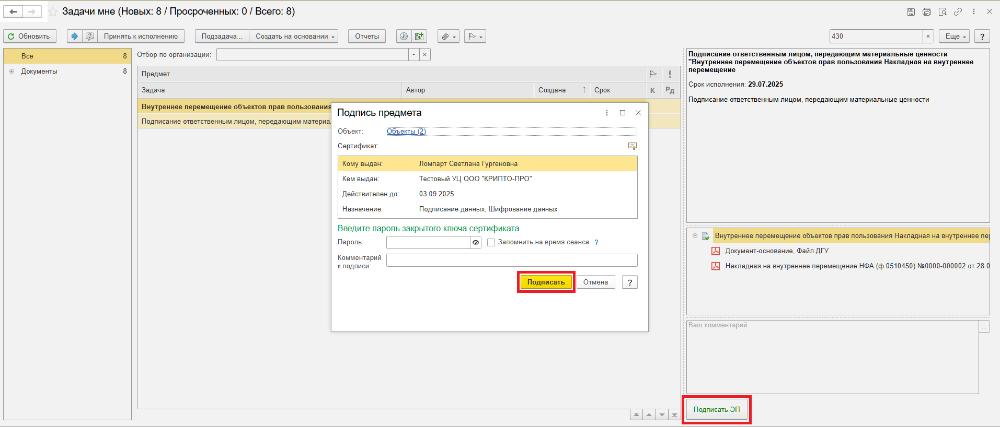 Задачи мне (Новых: 8 / Просроченных: 0 / Всего: 8)
Обновить
?
Принять к исполнению
Подзадача...
Создать на основании
Отчеты
430
×
Еще
?
Все 8
Документы 8
Отбор по организации:
Предмет
Задача Автор Создана ↑ Срок К РД
Внутреннее перемещение объектов прав пользования
Подписание ответственным лицом, передающим материа...
Подпись предмета
Объект: Объекты (2)
Сертификат:
Кому выдан: Ломпарт Светлана Гургеновна
Кем выдан: Тестовый УЦ ООО "КРИПТО-ПРО"
Действителен до: 03.09.2025
Назначение: Подписание данных, Шифрование данных
Введите пароль закрытого ключа сертификата
Пароль: Запомнить на время сеанса ?
Комментарий
к подписи:
Подписать Отмена ?
Подписание ответственным лицом, передающим материальные ценности
"Внутреннее перемещение объектов прав пользования Накладная на внутреннее
перемещение
Срок исполнения: 29.07.2025
Подписание ответственным лицом, передающим материальные ценности
Внутреннее перемещение объектов прав пользования Накладная на внутреннее пе
Документ-основание, Файл ДГУ
Накладная на внутреннее перемещение НФА (ф.0510450) №0000-000002 от 28.0
Ваш комментарий
...
Подписать ЭП